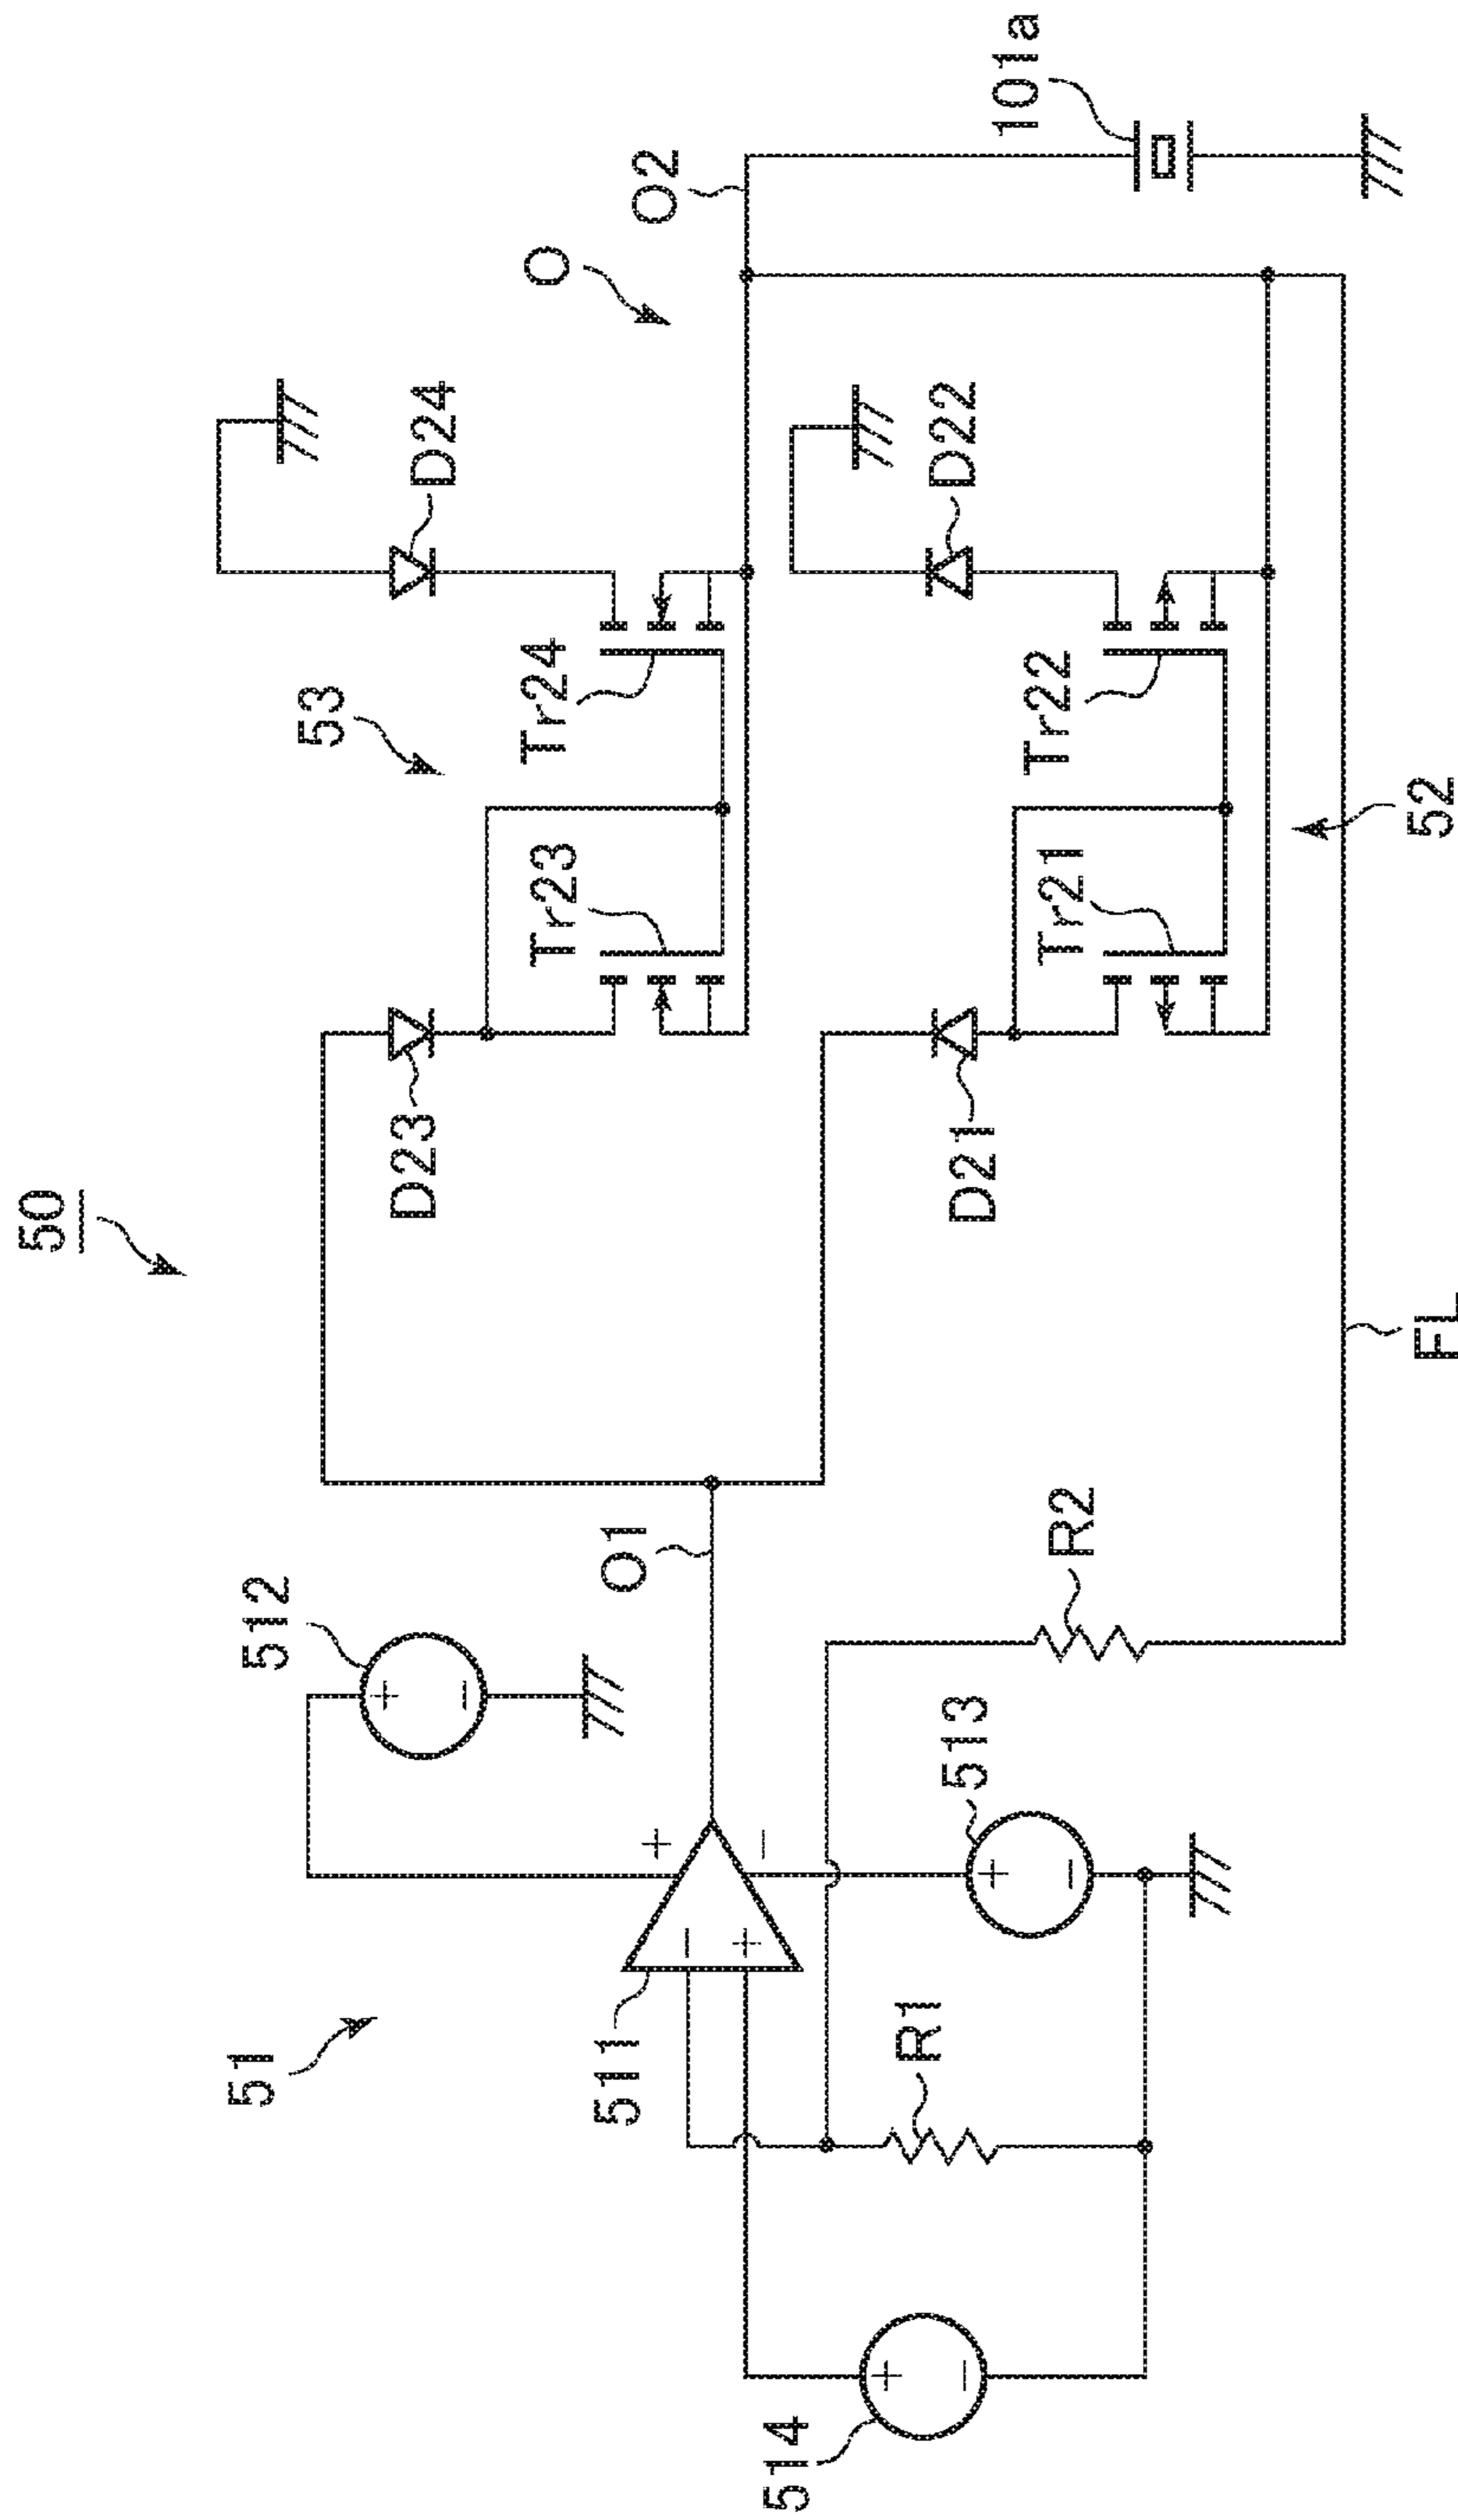 50
51
512
53
D23
D24
O
O2
Tr23
Tr24
O1
101a
511
+
-
+
-
+
-
D21
D22
Tr21
Tr22
514
+
-
R1
513
+
-
R2
52
FL